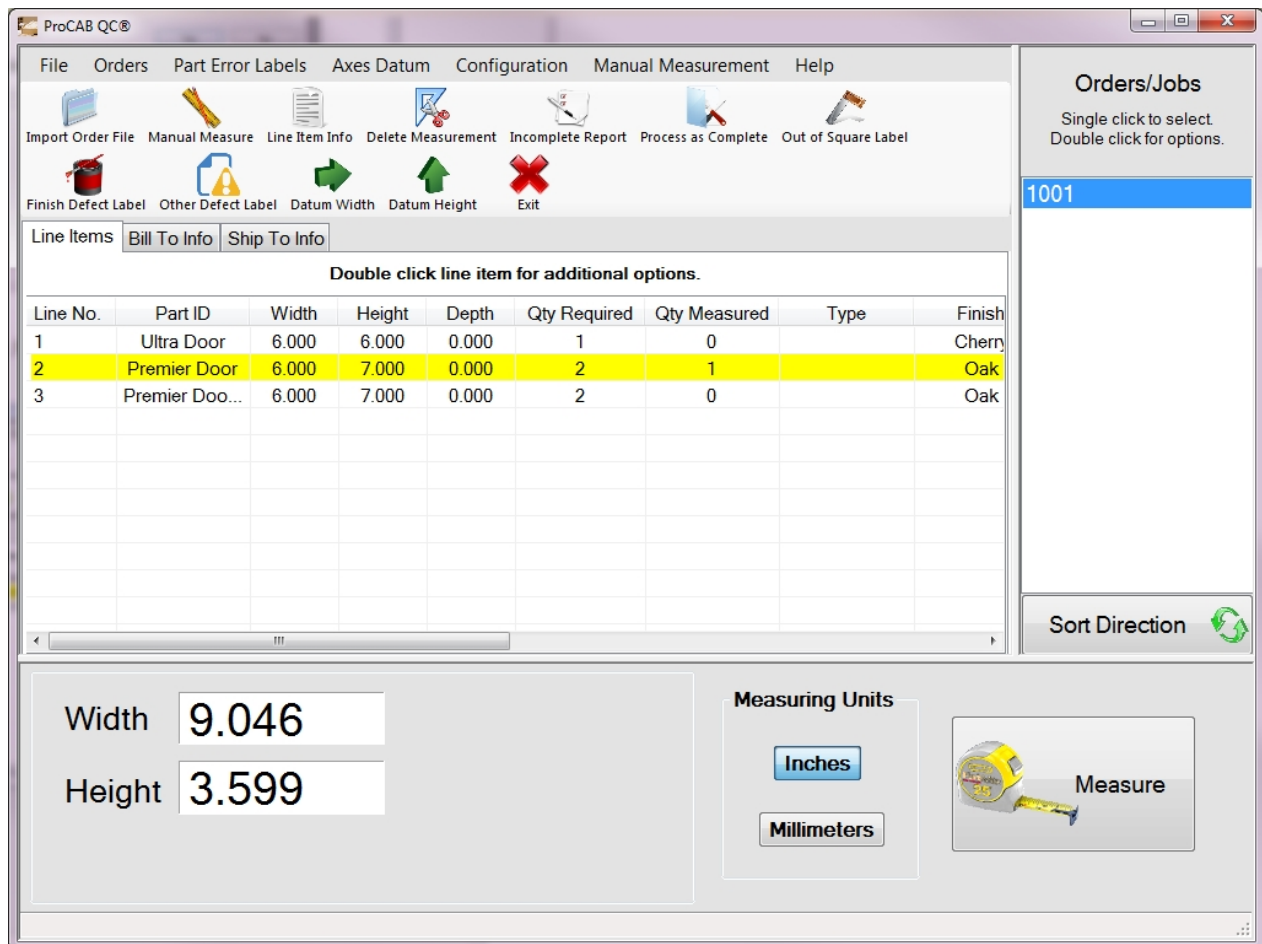 ProCAB QC®
File Orders Part Error Labels Axes Datum Configuration Manual Measurement Help
Import Order File Manual Measure Line Item Info Delete Measurement Incomplete Report Process as Complete Out of Square Label
Finish Defect Label Other Defect Label Datum Width Datum Height Exit
Line Items Bill To Info Ship To Info
Double click line item for additional options.
Line No. Part ID Width Height Depth Qty Required Qty Measured Type Finish
1 Ultra Door 6.000 6.000 0.000 1 0 Cherry
2 Premier Door 6.000 7.000 0.000 2 1 Oak
3 Premier Doo... 6.000 7.000 0.000 2 0 Oak
Orders/Jobs
Single click to select.
Double click for options.
1001
Sort Direction
Width 9.046
Height 3.599
Measuring Units
Inches
Millimeters
25
Measure